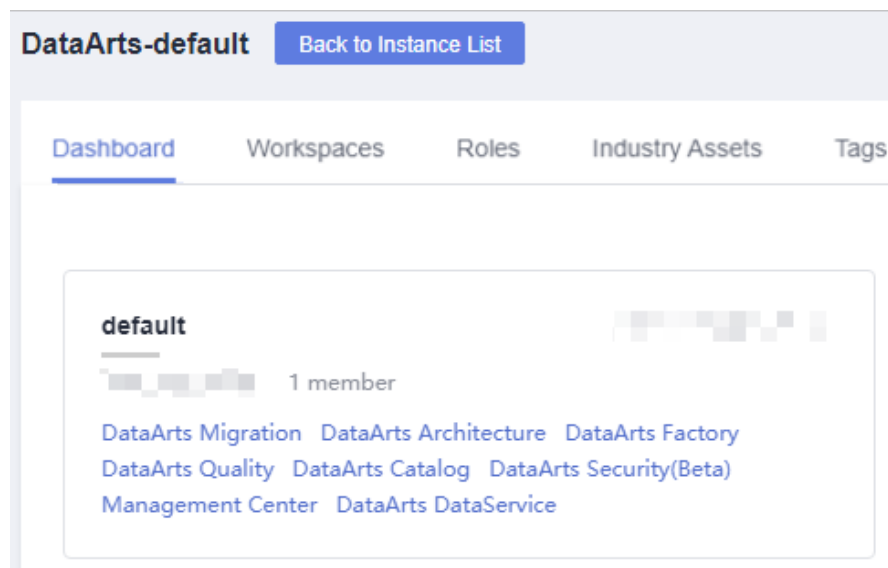 DataArts-default Back to Instance List
Dashboard Workspaces Roles Industry Assets Tags
default
1 member
DataArts Migration DataArts Architecture DataArts Factory
DataArts Quality DataArts Catalog DataArts Security(Beta)
Management Center DataArts DataService